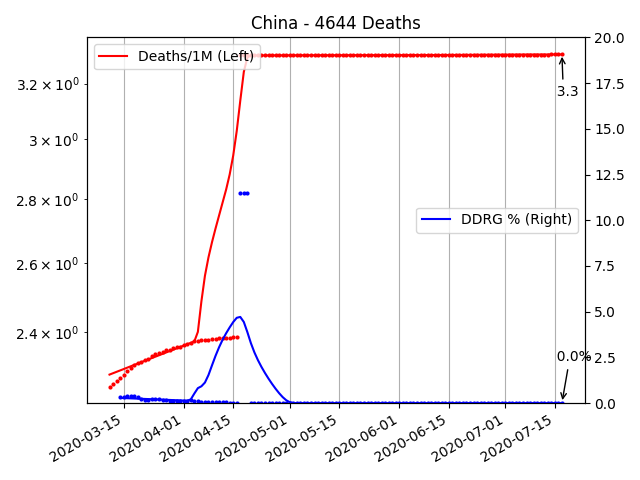 China - 4644 Deaths
Deaths/1M (Left)
DDRG % (Right)
3.2 × 10⁰
3 × 10⁰
2.8 × 10⁰
2.6 × 10⁰
2.4 × 10⁰
20.0
17.5
15.0
12.5
10.0
7.5
5.0
2.5
0.0
3.3
0.0%
2020-03-15
2020-04-01
2020-04-15
2020-05-01
2020-05-15
2020-06-01
2020-06-15
2020-07-01
2020-07-15